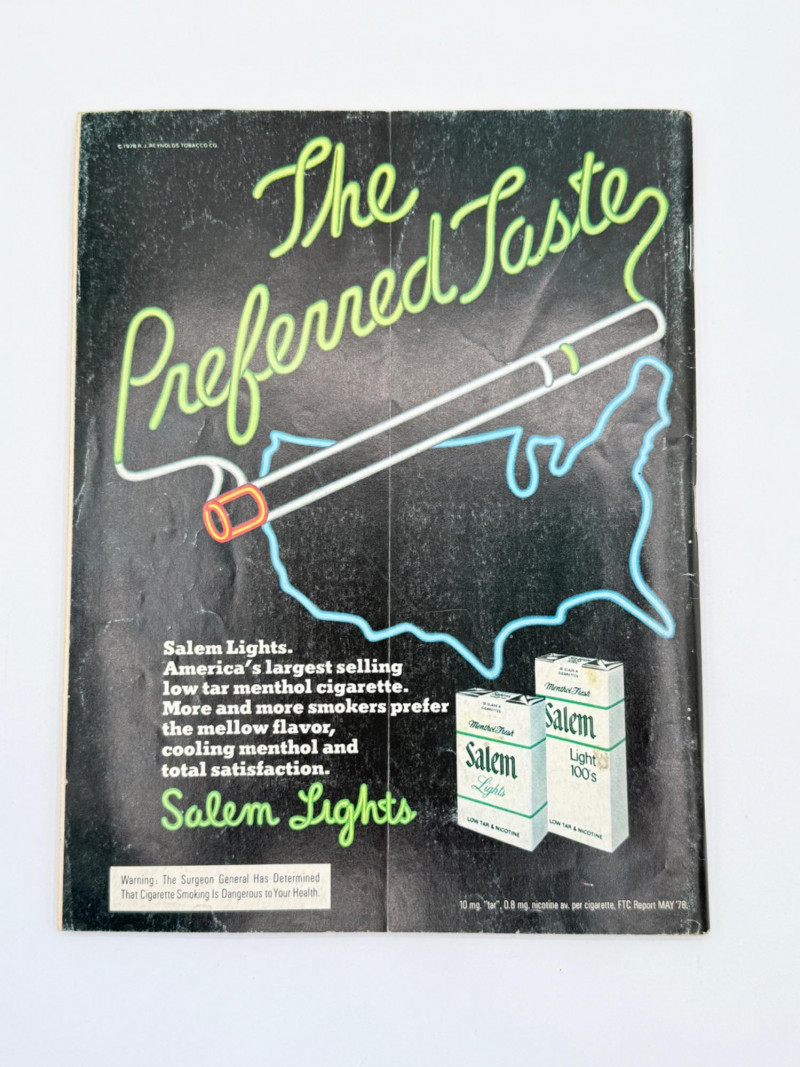 © 1978 R. J. REYNOLDS TOBACCO CO.
The
Preferred Taste
Salem Lights.
America's largest selling
low tar menthol cigarette.
More and more smokers prefer
the mellow flavor,
cooling menthol and
total satisfaction.
Salem Lights
Menthol Fresh
Salem
Lights
LOW TAR & NICOTINE
Menthol Fresh
Salem
Light
100's
LOW TAR & NICOTINE
Warning: The Surgeon General Has Determined
That Cigarette Smoking Is Dangerous to Your Health.
10 mg. "tar", 0.8 mg. nicotine av. per cigarette, FTC Report MAY '78.